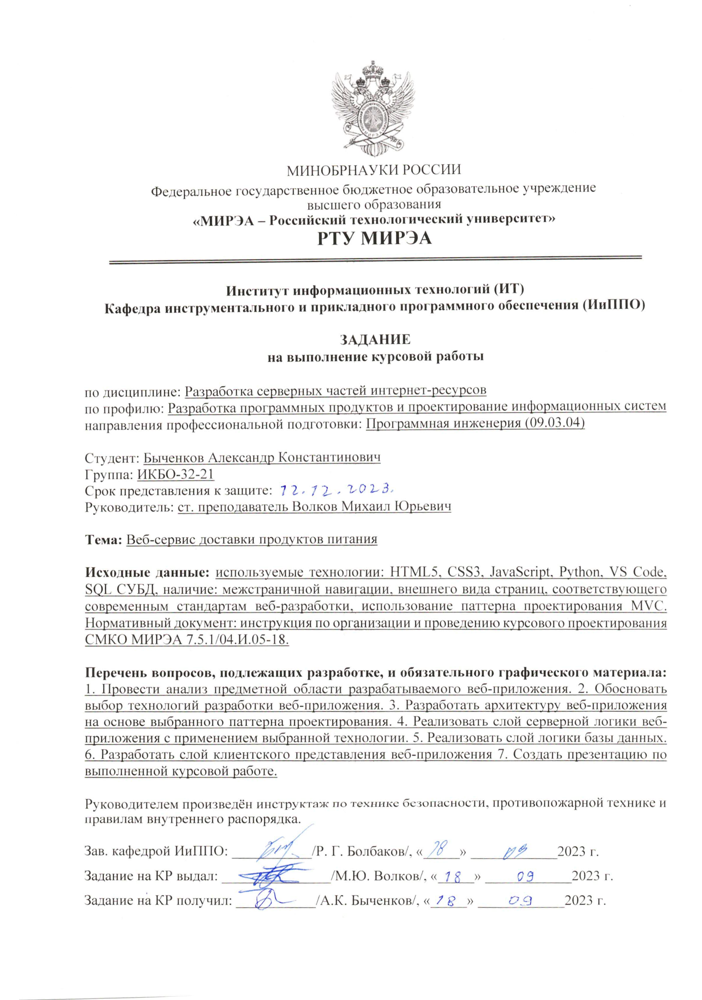 МИНОБРНАУКИ РОССИИ
Федеральное государственное бюджетное образовательное учреждение
высшего образования
«МИРЭА – Российский технологический университет»
РТУ МИРЭА
Институт информационных технологий (ИТ)
Кафедра инструментального и прикладного программного обеспечения (ИиППО)
ЗАДАНИЕ
на выполнение курсовой работы
по дисциплине: Разработка серверных частей интернет-ресурсов
по профилю: Разработка программных продуктов и проектирование информационных систем
направления профессиональной подготовки: Программная инженерия (09.03.04)
Студент: Быченков Александр Константинович
Группа: ИКБО-32-21
Срок представления к защите: 12.12.2023.
Руководитель: ст. преподаватель Волков Михаил Юрьевич
Тема: Веб-сервис доставки продуктов питания
Исходные данные: используемые технологии: HTML5, CSS3, JavaScript, Python, VS Code,
SQL СУБД, наличие: межстраничной навигации, внешнего вида страниц, соответствующего
современным стандартам веб-разработки, использование паттерна проектирования MVC.
Нормативный документ: инструкция по организации и проведению курсового проектирования
СМКО МИРЭА 7.5.1/04.И.05-18.
Перечень вопросов, подлежащих разработке, и обязательного графического материала:
1. Провести анализ предметной области разрабатываемого веб-приложения. 2. Обосновать
выбор технологий разработки веб-приложения. 3. Разработать архитектуру веб-приложения
на основе выбранного паттерна проектирования. 4. Реализовать слой серверной логики веб-
приложения с применением выбранной технологии. 5. Реализовать слой логики базы данных.
6. Разработать слой клиентского представления веб-приложения 7. Создать презентацию по
выполненной курсовой работе.
Руководителем произведён инструктаж по технике безопасности, противопожарной технике и
правилам внутреннего распорядка.
Зав. кафедрой ИиППО: ___________/Р. Г. Болбаков/, «18» 09 2023 г.
Задание на КР выдал: ___________/М.Ю. Волков/, «18» 09 2023 г.
Задание на КР получил: ___________/А.К. Быченков/, «18» 09 2023 г.